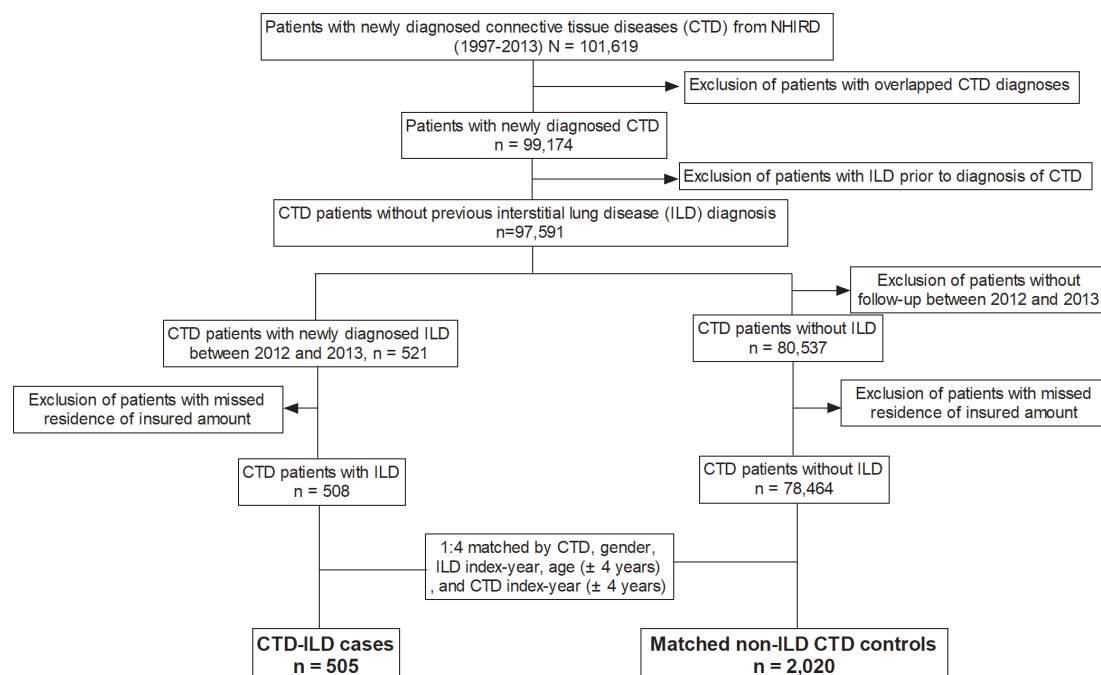 Patients with newly diagnosed connective tissue diseases (CTD) from NHIRD
(1997-2013) N = 101,619
Exclusion of patients with overlapped CTD diagnoses
Patients with newly diagnosed CTD
n = 99,174
Exclusion of patients with ILD prior to diagnosis of CTD
CTD patients without previous interstitial lung disease (ILD) diagnosis
n=97,591
Exclusion of patients without
follow-up between 2012 and 2013
CTD patients with newly diagnosed ILD
between 2012 and 2013, n = 521
CTD patients without ILD
n = 80,537
Exclusion of patients with missed
residence of insured amount
Exclusion of patients with missed
residence of insured amount
CTD patients with ILD
n = 508
CTD patients without ILD
n = 78,464
1:4 matched by CTD, gender,
ILD index-year, age (± 4 years)
, and CTD index-year (± 4 years)
CTD-ILD cases
n = 505
Matched non-ILD CTD controls
n = 2,020